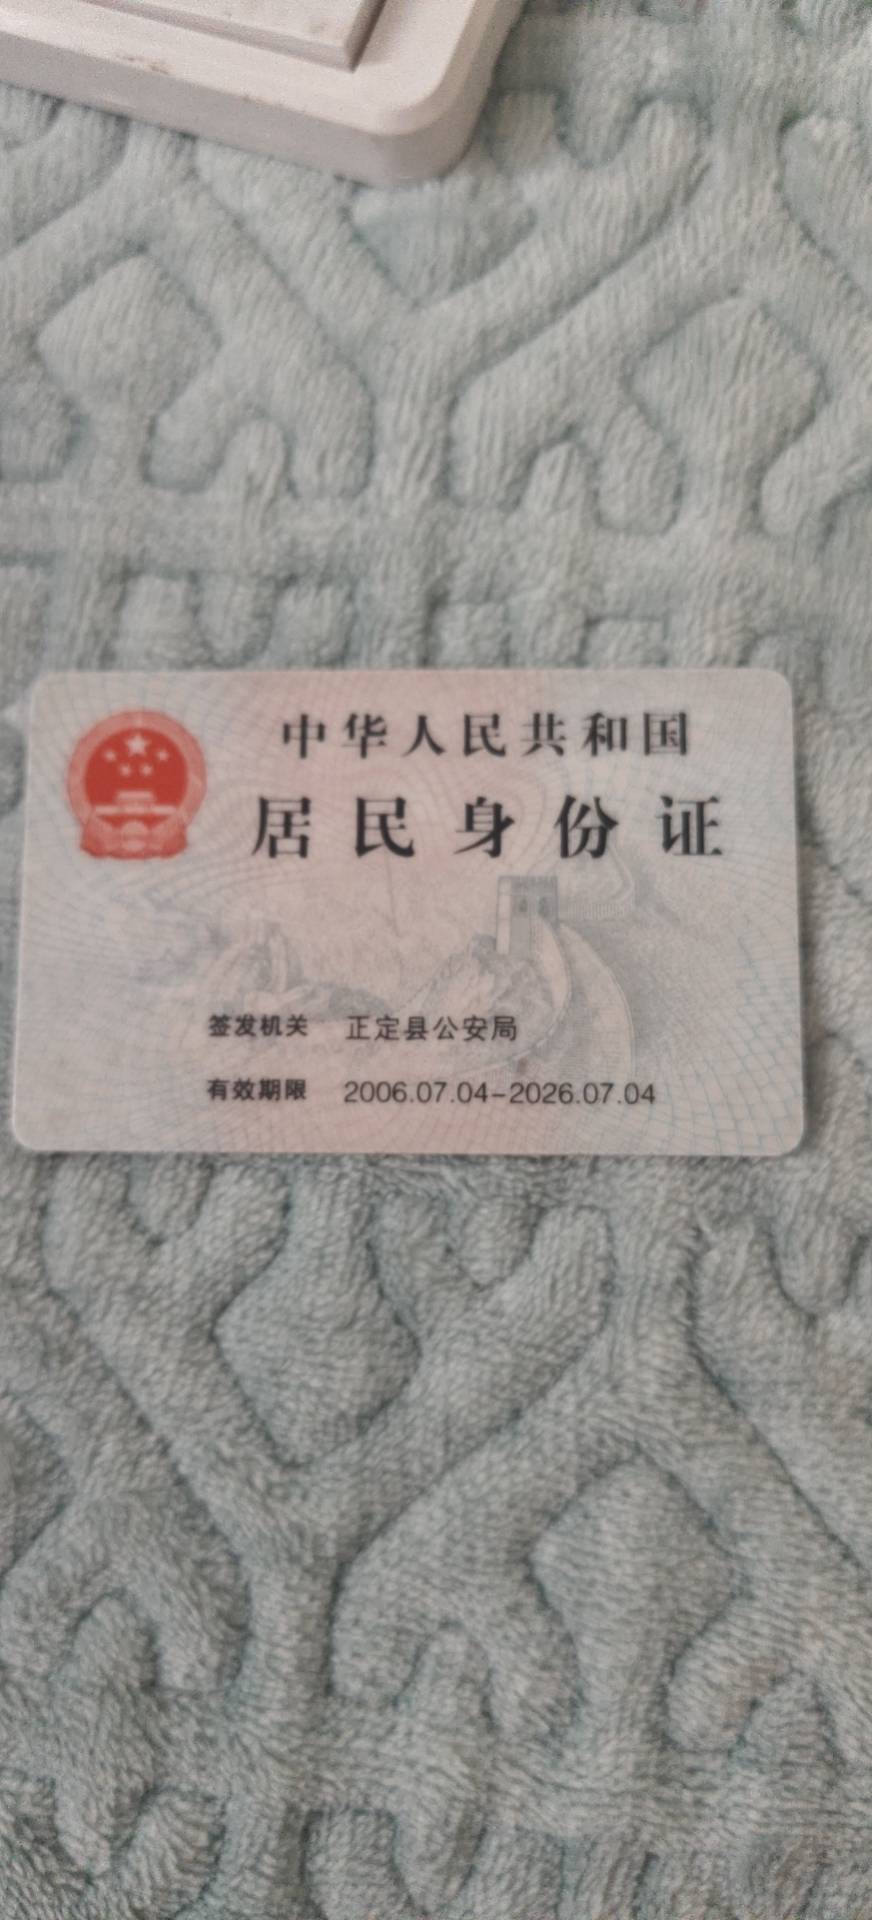 中华人民共和国
居民身份证
签发机关 正定县公安局
有效期限 2006.07.04-2026.07.04